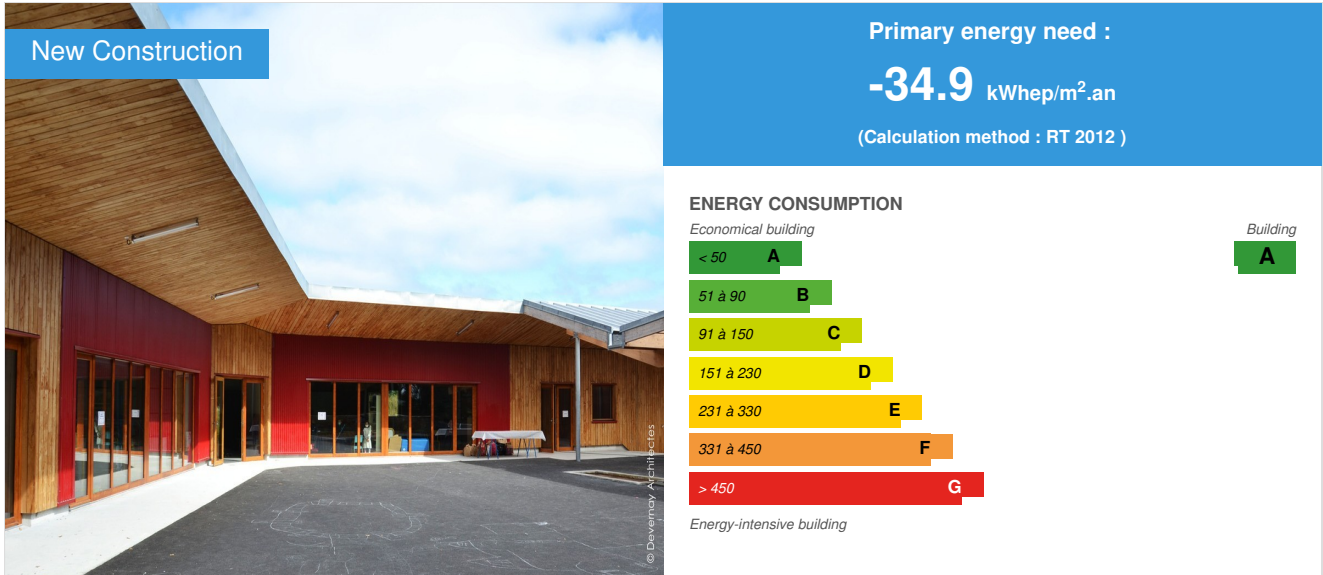 New Construction
© Devernay Architectes
Primary energy need :
-34.9 kWhep/m².an
(Calculation method : RT 2012 )
ENERGY CONSUMPTION
Economical building
Building
< 50 A
A
51 à 90 B
91 à 150 C
151 à 230 D
231 à 330 E
331 à 450 F
> 450 G
Energy-intensive building